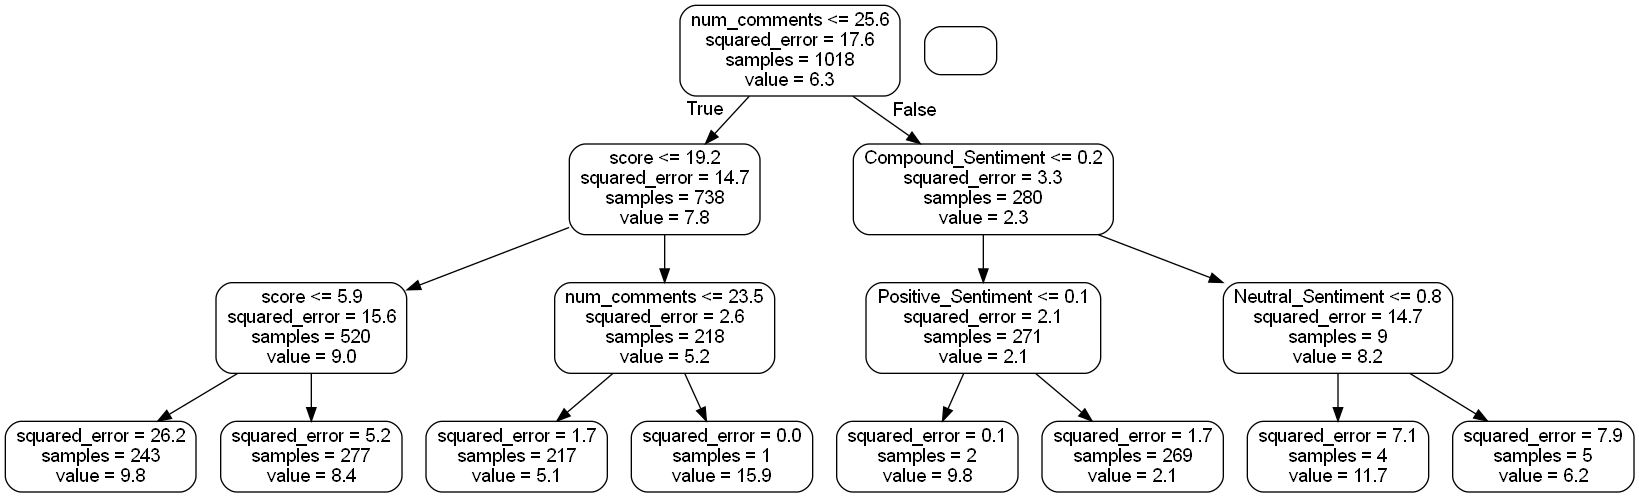 num_comments <= 25.6
squared_error = 17.6
samples = 1018
value = 6.3
True
False
score <= 19.2
squared_error = 14.7
samples = 738
value = 7.8
Compound_Sentiment <= 0.2
squared_error = 3.3
samples = 280
value = 2.3
score <= 5.9
squared_error = 15.6
samples = 520
value = 9.0
num_comments <= 23.5
squared_error = 2.6
samples = 218
value = 5.2
Positive_Sentiment <= 0.1
squared_error = 2.1
samples = 271
value = 2.1
Neutral_Sentiment <= 0.8
squared_error = 14.7
samples = 9
value = 8.2
squared_error = 26.2
samples = 243
value = 9.8
squared_error = 5.2
samples = 277
value = 8.4
squared_error = 1.7
samples = 217
value = 5.1
squared_error = 0.0
samples = 1
value = 15.9
squared_error = 0.1
samples = 2
value = 9.8
squared_error = 1.7
samples = 269
value = 2.1
squared_error = 7.1
samples = 4
value = 11.7
squared_error = 7.9
samples = 5
value = 6.2